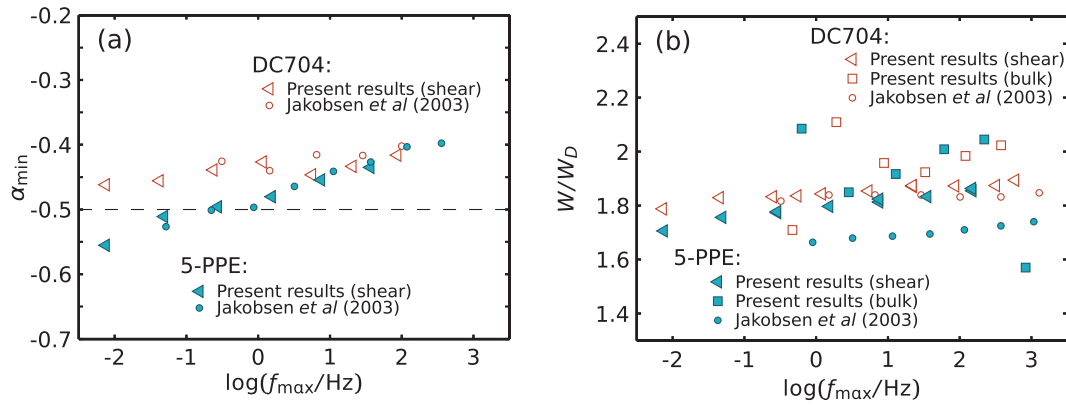 (a)
-0.2
-0.3
-0.4
-0.5
-0.6
-0.7
α_min
DC704:
Present results (shear)
Jakobsen et al (2003)
5-PPE:
Present results (shear)
Jakobsen et al (2003)
-2 -1 0 1 2 3
log(f_max/Hz)
(b)
2.4
2.2
2
1.8
1.6
1.4
W/W_D
DC704:
Present results (shear)
Present results (bulk)
Jakobsen et al (2003)
5-PPE:
Present results (shear)
Present results (bulk)
Jakobsen et al (2003)
-2 -1 0 1 2 3
log(f_max/Hz)